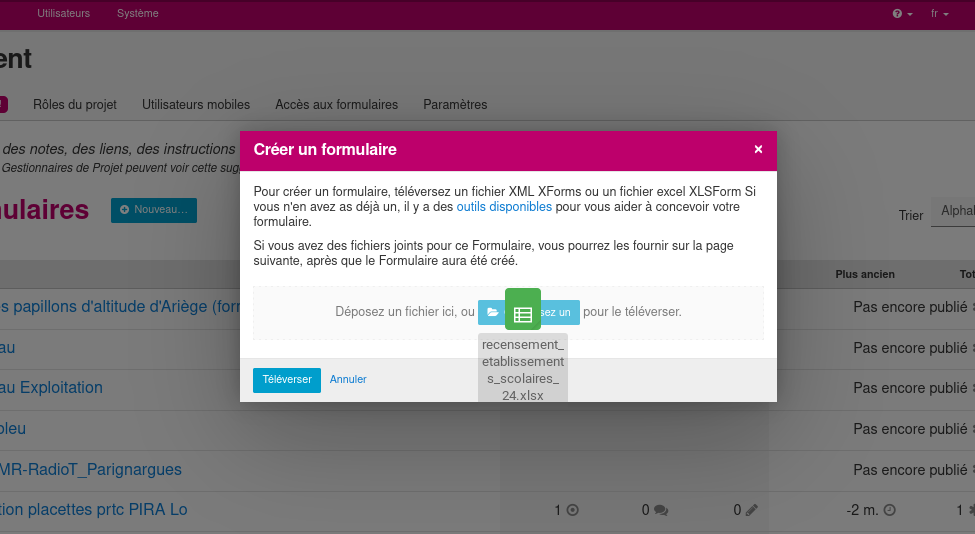 Utilisateurs Système fr
ent
Rôles du projet Utilisateurs mobiles Accès aux formulaires Paramètres
des notes, des liens, des instructions
Gestionnaires de Projet peuvent voir cette sug
Créer un formulaire ×
Pour créer un formulaire, téléversez un fichier XML XForms ou un fichier excel XLSForm Si
vous n'en avez as déjà un, il y a des outils disponibles pour vous aider à concevoir votre
formulaire.
Si vous avez des fichiers joints pour ce Formulaire, vous pourrez les fournir sur la page
suivante, après que le Formulaire aura été créé.
Déposez un fichier ici, ou sez un pour le téléverser.
recensement_
etablissement
s_scolaires_
24.xlsx
Téléverser Annuler
ulaires Nouveau... Trier Alphal
Plus ancien Tot
s papillons d'altitude d'Ariège (forr Pas encore publié
au Pas encore publié
au Exploitation Pas encore publié
bleu Pas encore publié
MR-RadioT_Parignargues Pas encore publié
tion placettes prtc PIRA Lo 1 0 0 -2 m. 1